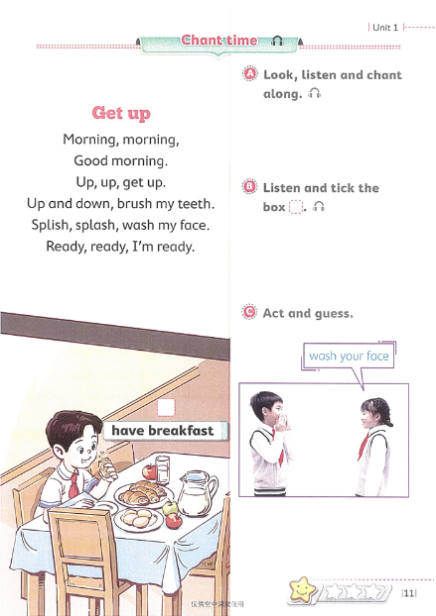 Unit 1
Chant time
Get up
Morning, morning,
Good morning.
Up, up, get up.
Up and down, brush my teeth.
Splish, splash, wash my face.
Ready, ready, I'm ready.
have breakfast
A Look, listen and chant
along.
B Listen and tick the
box .
C Act and guess.
wash your face
11